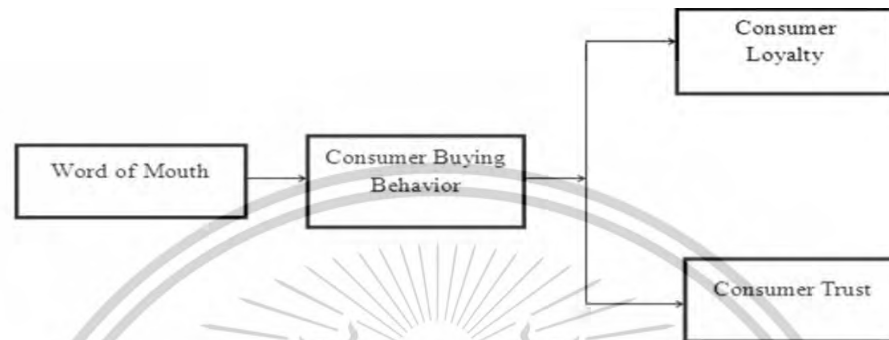 Consumer
Loyalty
Word of Mouth
Consumer Buying
Behavior
Consumer Trust